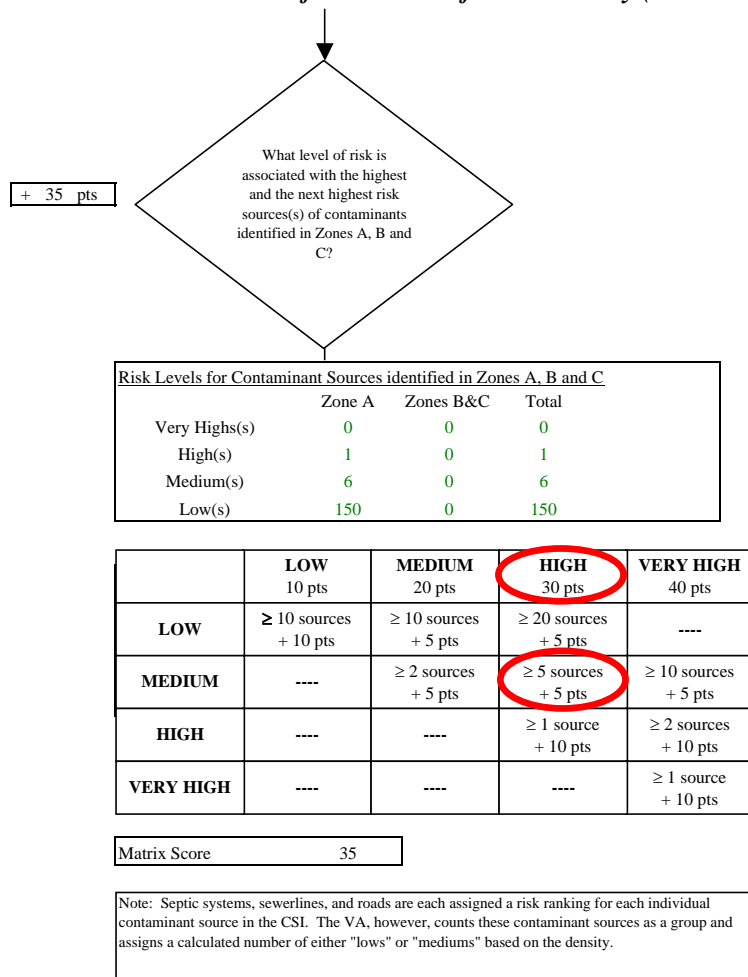 What level of risk is
associated with the highest
and the next highest risk
sources(s) of contaminants
identified in Zones A, B and
C?
+ 35 pts
Risk Levels for Contaminant Sources identified in Zones A, B and C
Zone A Zones B&C Total
Very Highs(s) 0 0 0
High(s) 1 0 1
Medium(s) 6 0 6
Low(s) 150 0 150
LOW MEDIUM HIGH VERY HIGH
10 pts 20 pts 30 pts 40 pts
LOW ≥ 10 sources + 10 pts ≥ 10 sources + 5 pts ≥ 20 sources + 5 pts ----
MEDIUM ---- ≥ 2 sources + 5 pts ≥ 5 sources + 5 pts ≥ 10 sources + 5 pts
HIGH ---- ---- ≥ 1 source + 10 pts ≥ 2 sources + 10 pts
VERY HIGH ---- ---- ---- ≥ 1 source + 10 pts
Matrix Score 35
Note: Septic systems, sewerlines, and roads are each assigned a risk ranking for each individual
contaminant source in the CSI. The VA, however, counts these contaminant sources as a group and
assigns a calculated number of either "lows" or "mediums" based on the density.